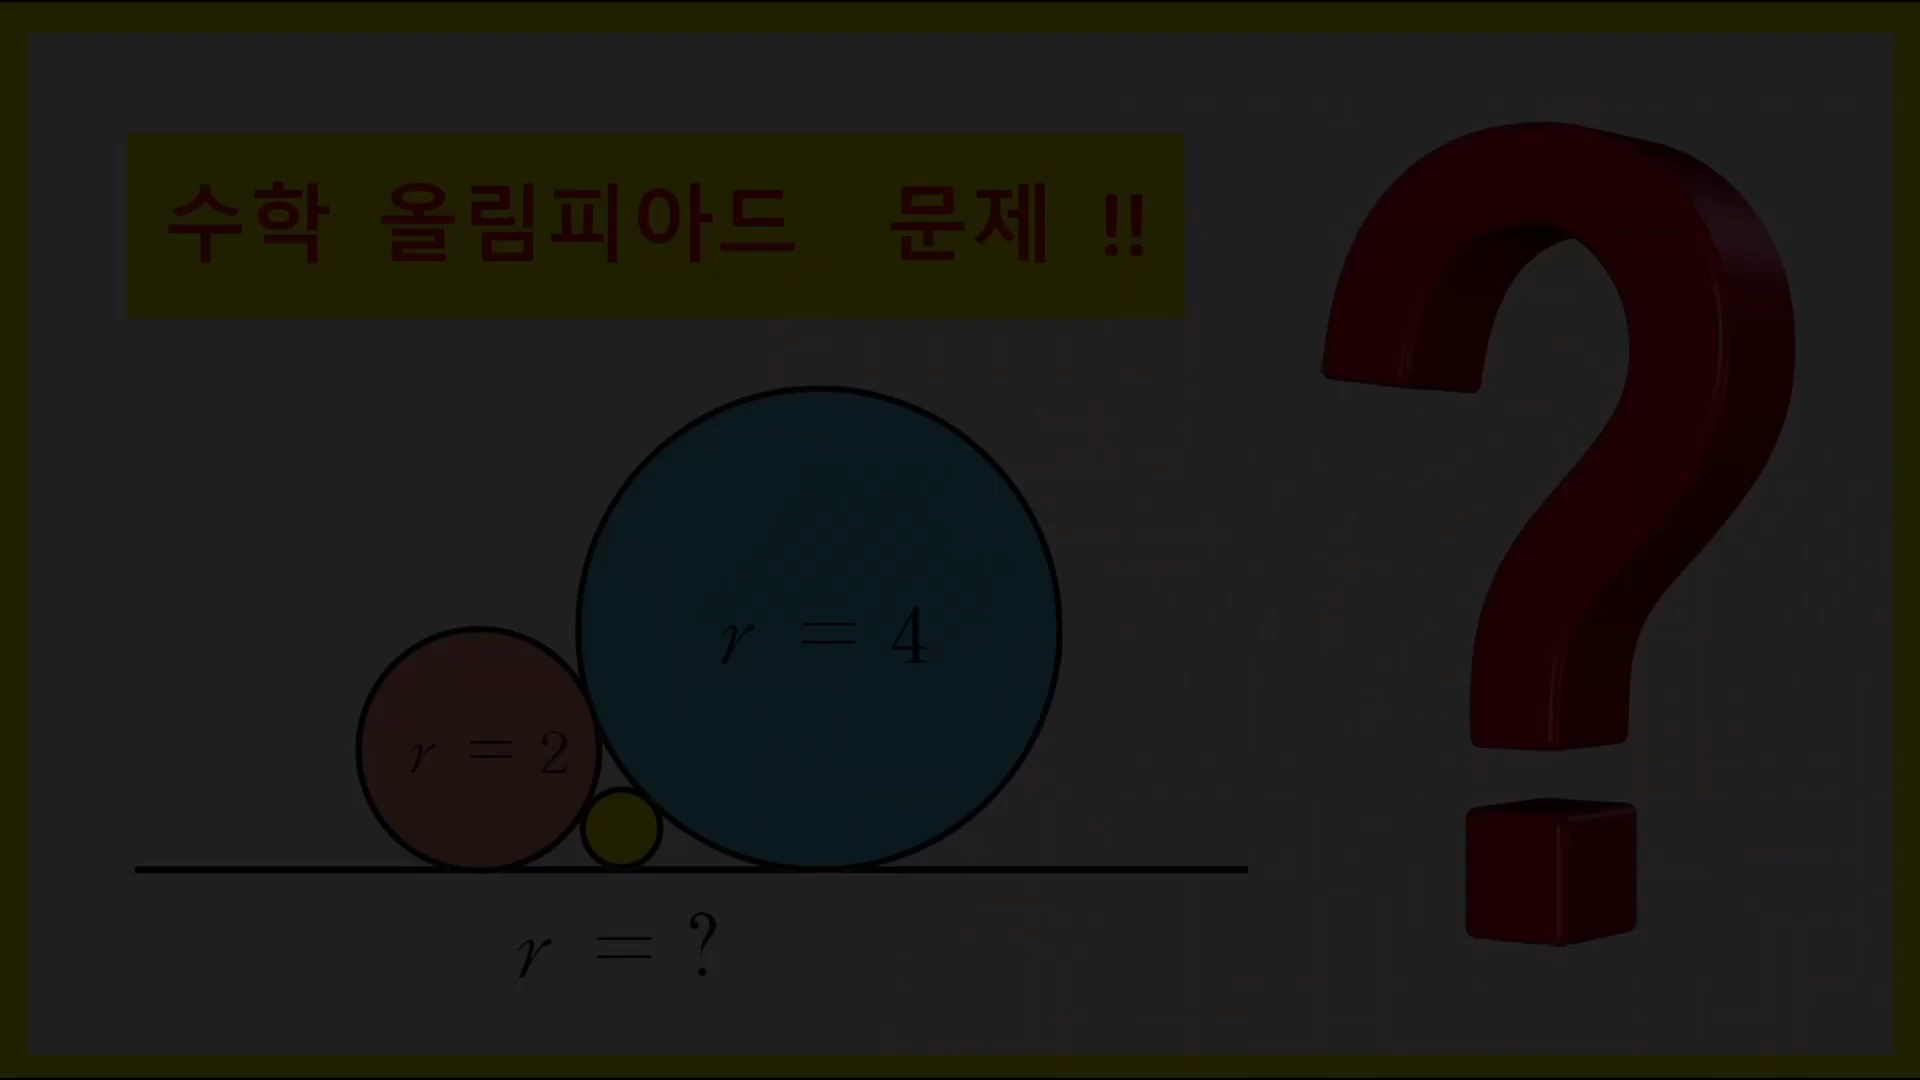 수학 올림피아드 문제 !!
r = 4
r = 2
r = ?